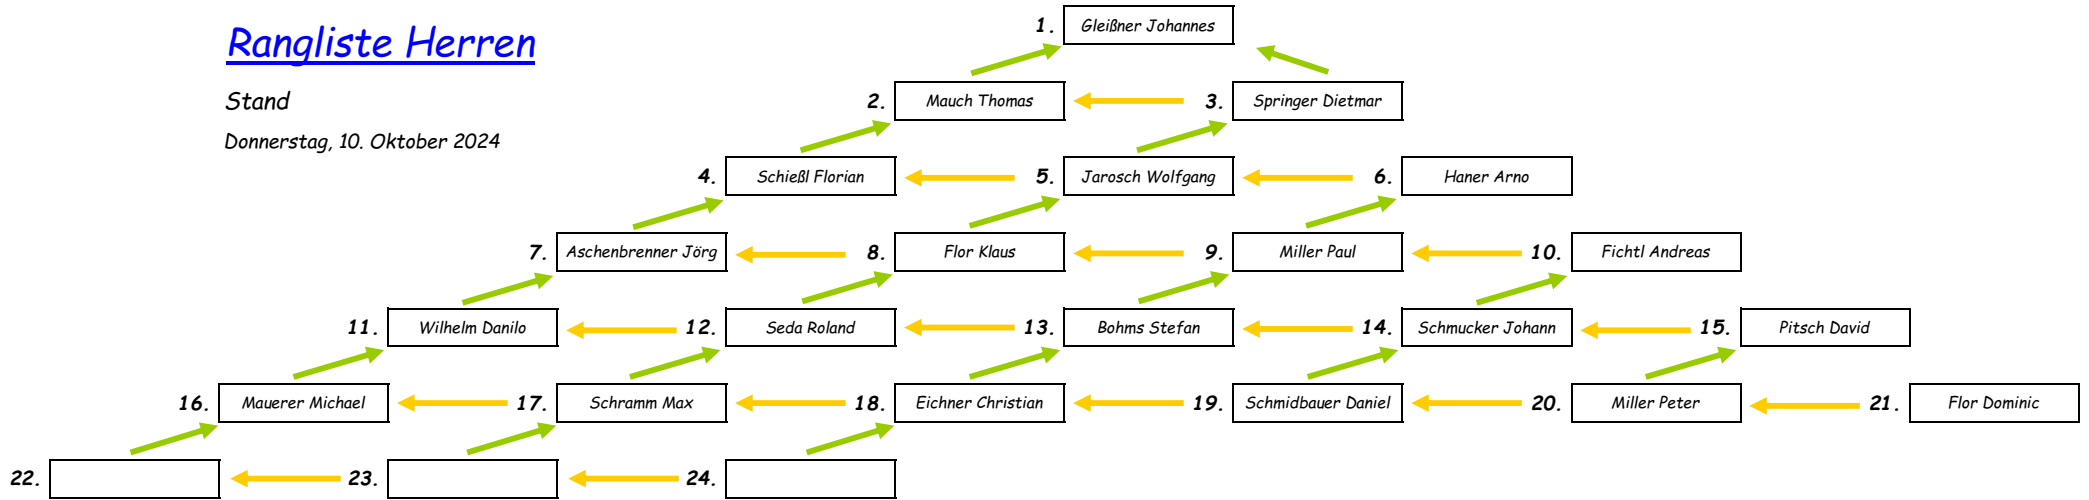 Rangliste Herren
Stand
Donnerstag, 10. Oktober 2024
1. Gleißner Johannes
2. Mauch Thomas 3. Springer Dietmar
4. Schießl Florian 5. Jarosch Wolfgang 6. Haner Arno
7. Aschenbrenner Jörg 8. Flor Klaus 9. Miller Paul 10. Fichtl Andreas
11. Wilhelm Danilo 12. Seda Roland 13. Bohms Stefan 14. Schmucker Johann 15. Pitsch David
16. Mauerer Michael 17. Schramm Max 18. Eichner Christian 19. Schmidbauer Daniel 20. Miller Peter 21. Flor Dominic
22. 23. 24.